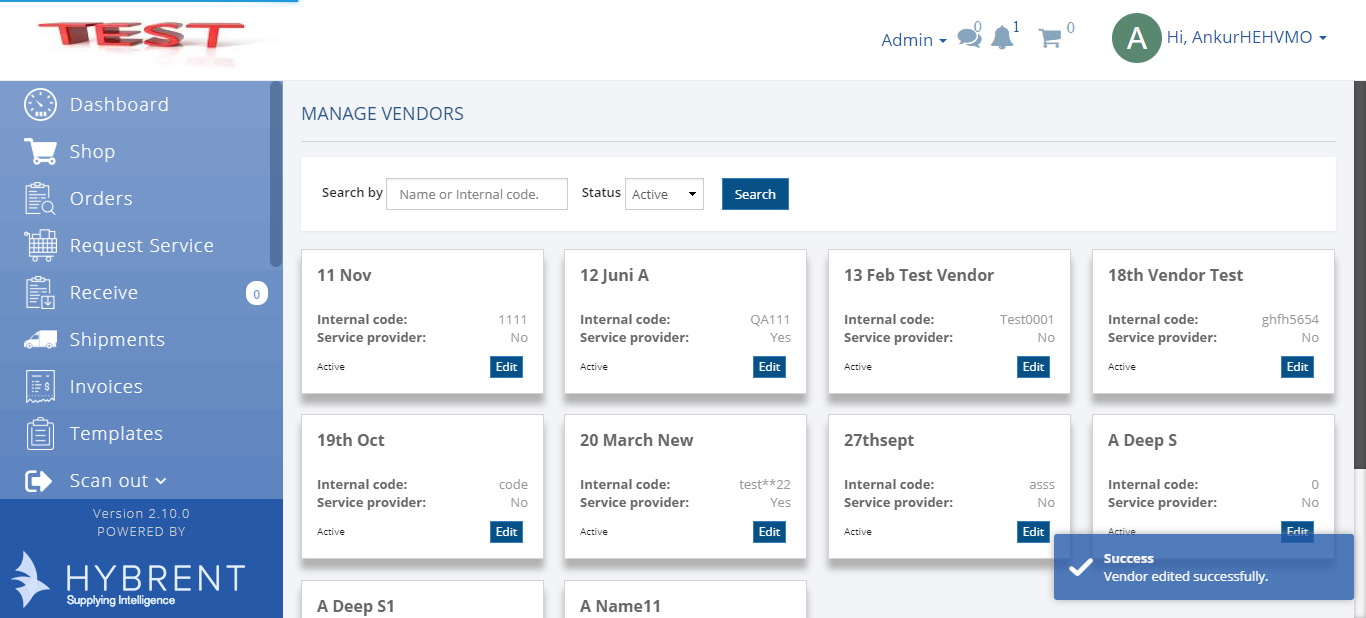 TEST
Admin
0
1
0
A
Hi, AnkurHEHVMO
Dashboard
Shop
Orders
Request Service
Receive
0
Shipments
Invoices
Templates
Scan out
Version 2.10.0
POWERED BY
HYBRENT
Supplying Intelligence
MANAGE VENDORS
Search by Name or Internal code. Status Active Search
11 Nov
Internal code: 1111
Service provider: No
Active Edit
12 Juni A
Internal code: QA111
Service provider: Yes
Active Edit
13 Feb Test Vendor
Internal code: Test0001
Service provider: No
Active Edit
18th Vendor Test
Internal code: ghfh5654
Service provider: No
Active Edit
19th Oct
Internal code: code
Service provider: No
Active Edit
20 March New
Internal code: test**22
Service provider: Yes
Active Edit
27thsept
Internal code: asss
Service provider: No
Active Edit
A Deep S
Internal code: 0
Service provider: No
Active Edit
A Deep S1
A Name11
Success
Vendor edited successfully.